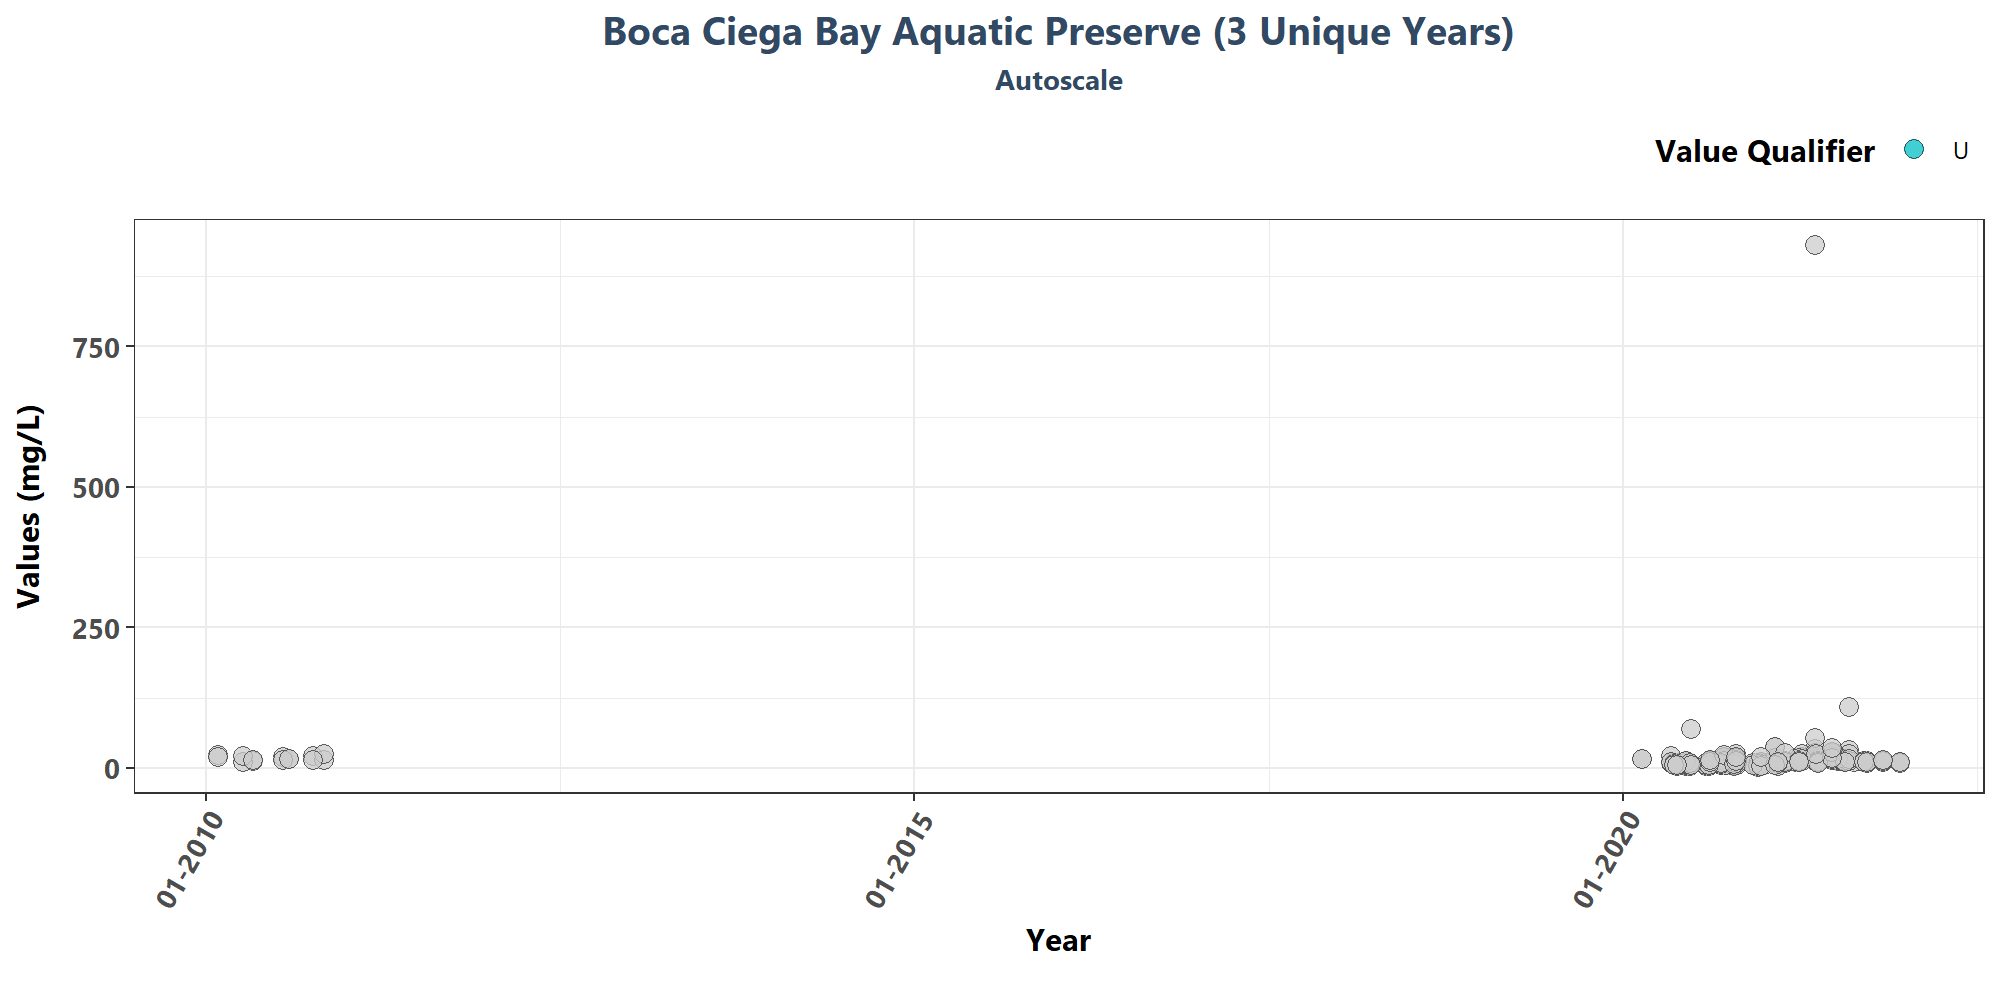 Boca Ciega Bay Aquatic Preserve (3 Unique Years)
Autoscale
Value Qualifier U
Values (mg/L)
750
500
250
0
01-2010 01-2015 01-2020
Year